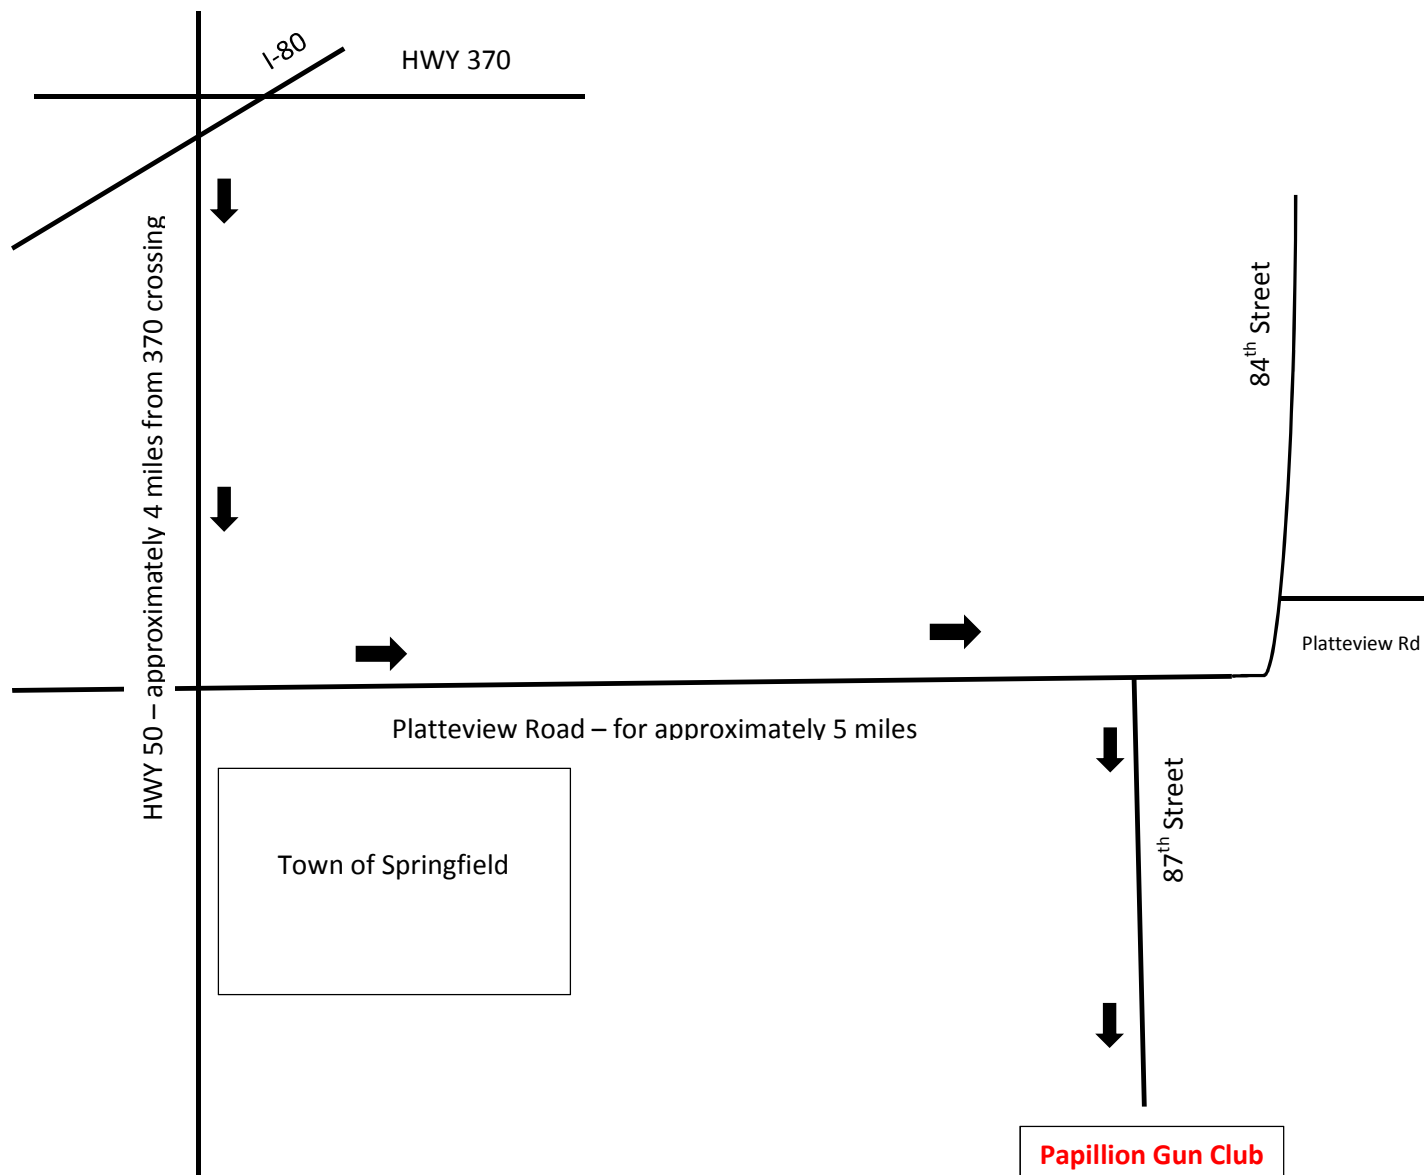 I-80
HWY 370
HWY 50 – approximately 4 miles from 370 crossing
84th Street
Platteview Rd
Platteview Road – for approximately 5 miles
87th Street
Town of Springfield
Papillion Gun Club